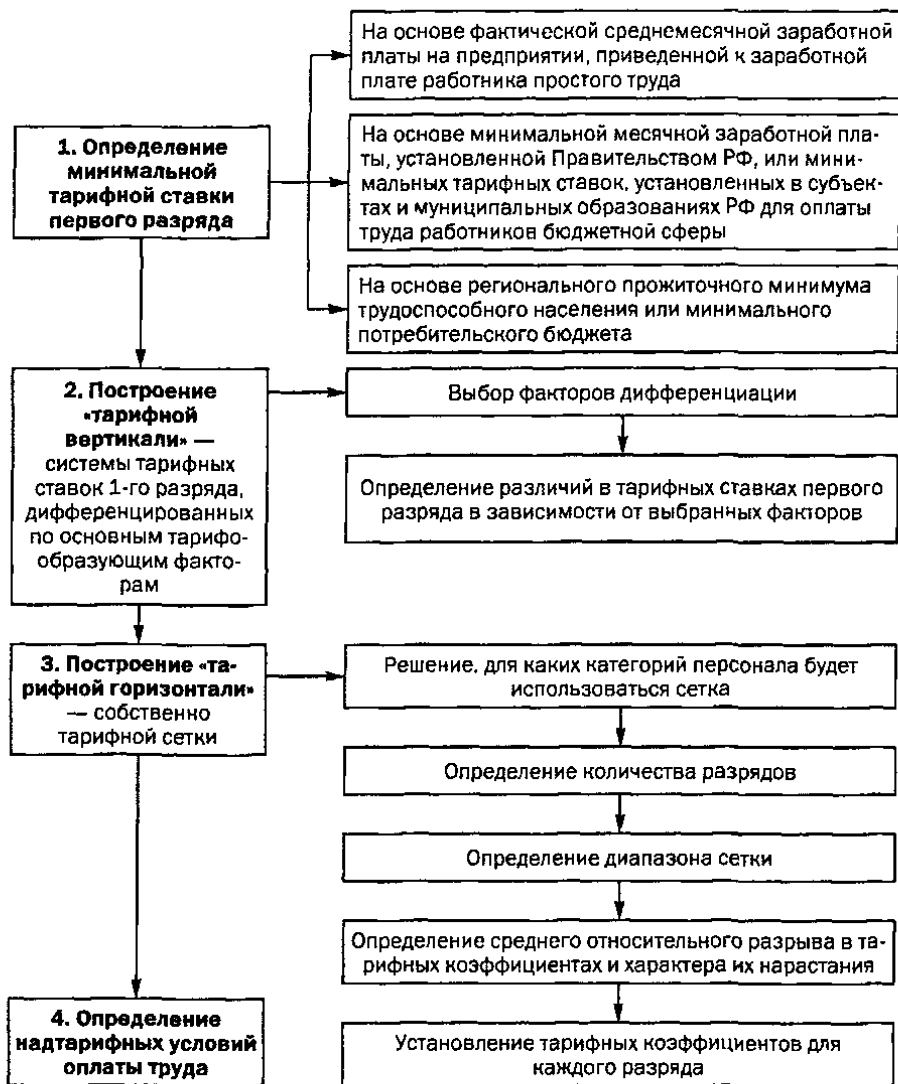 На основе фактической среднемесячной заработной
платы на предприятии, приведенной к заработной
плате работника простого труда
1. Определение
минимальной
тарифной ставки
первого разряда
На основе минимальной месячной заработной пла-
ты, установленной Правительством РФ, или мини-
мальных тарифных ставок, установленных в субъек-
тах и муниципальных образованиях РФ для оплаты
труда работников бюджетной сферы
На основе регионального прожиточного минимума
трудоспособного населения или минимального
потребительского бюджета
2. Построение
«тарифной
вертикали» —
системы тарифных
ставок 1-го разряда,
дифференцированных
по основным тарифо-
образующим факто-
рам
Выбор факторов дифференциации
Определение различий в тарифных ставках первого
разряда в зависимости от выбранных факторов
3. Построение «та-
рифной горизонтали»
— собственно
тарифной сетки
Решение, для каких категорий персонала будет
использоваться сетка
Определение количества разрядов
Определение диапазона сетки
Определение среднего относительного разрыва в та-
рифных коэффициентах и характера их нарастания
4. Определение
надтарифных условий
оплаты труда
Установление тарифных коэффициентов для
каждого разряда